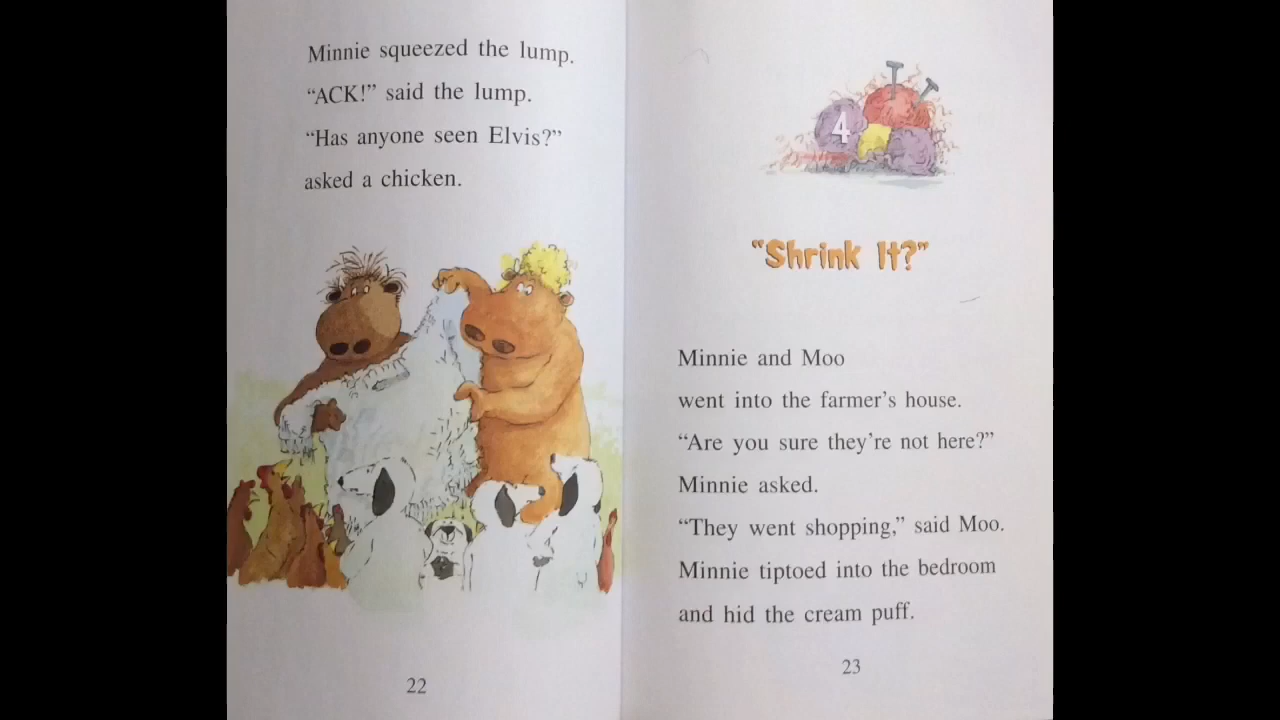 Minnie squeezed the lump.
“ACK!” said the lump.
“Has anyone seen Elvis?”
asked a chicken.
22
4
“Shrink It?”
Minnie and Moo
went into the farmer’s house.
“Are you sure they’re not here?”
Minnie asked.
“They went shopping,” said Moo.
Minnie tiptoed into the bedroom
and hid the cream puff.
23